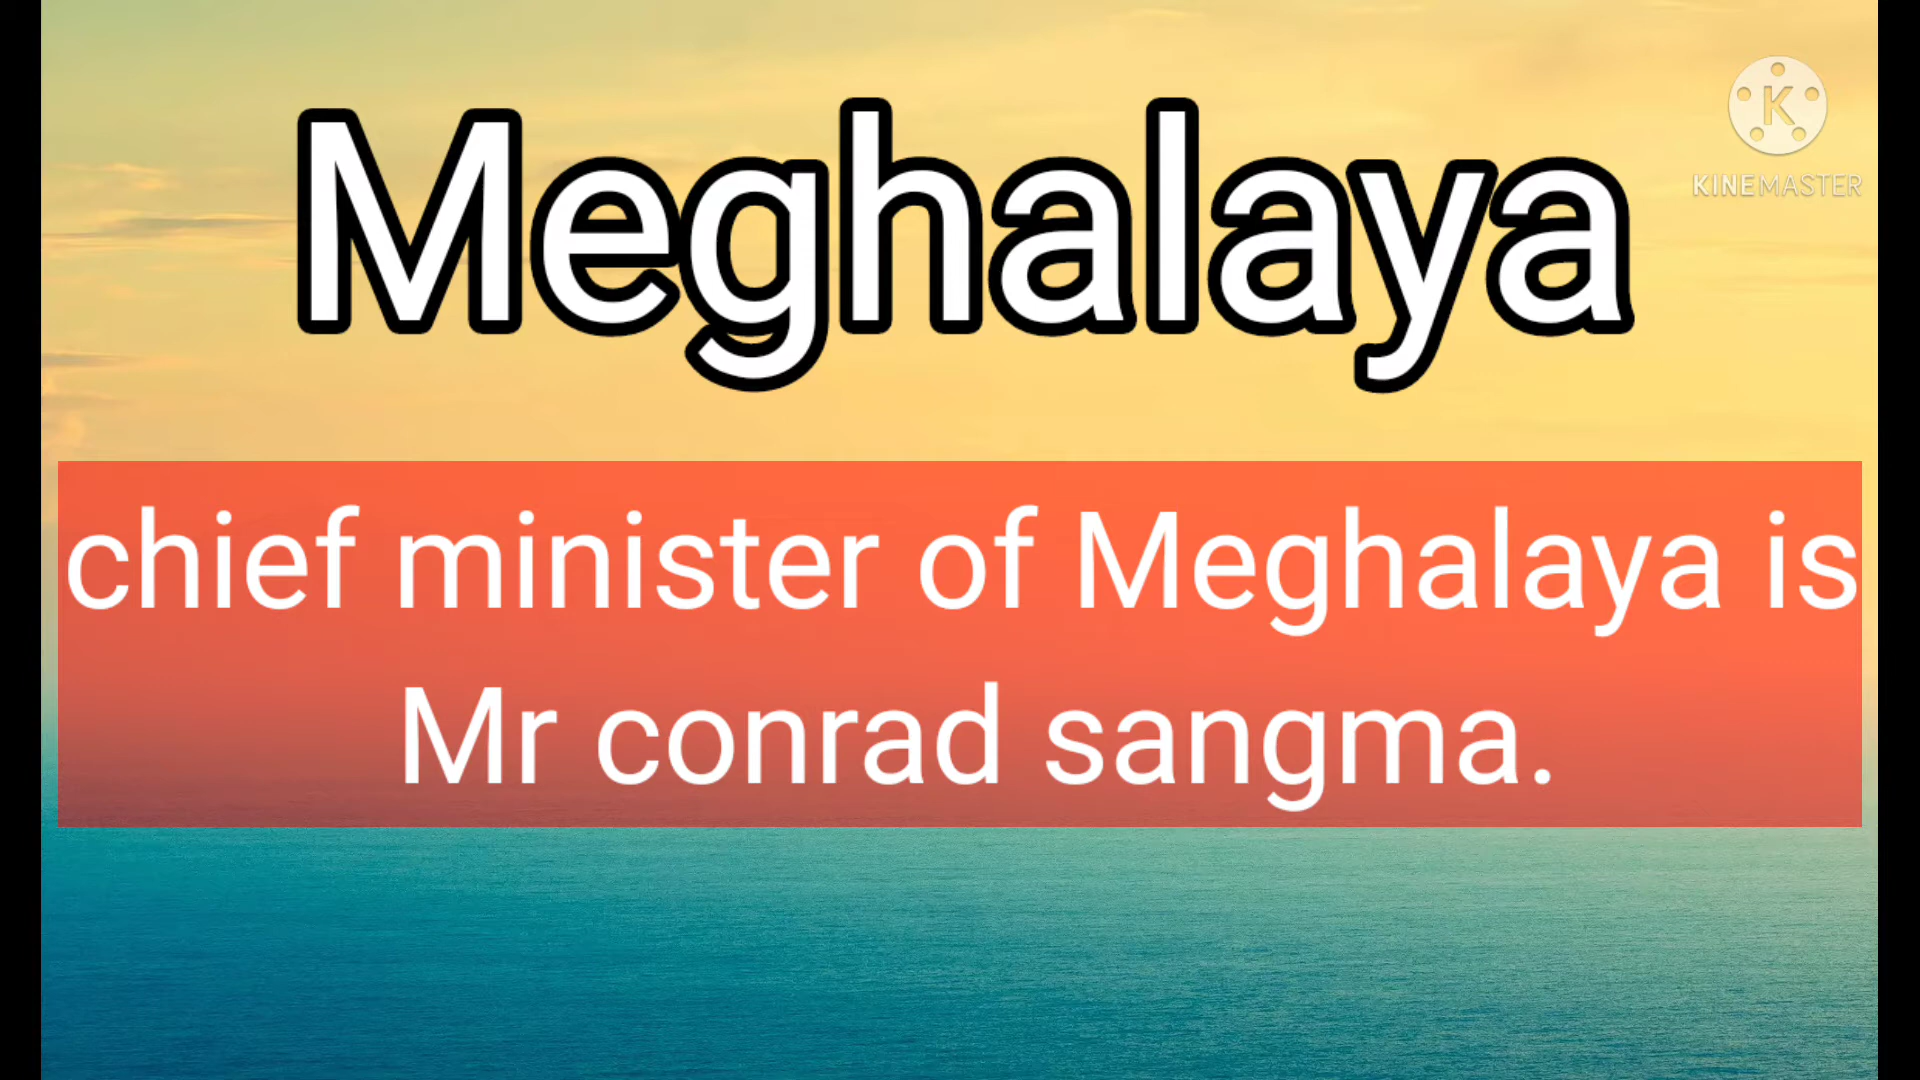 Meghalaya
K
KINEMASTER
chief minister of Meghalaya is
Mr conrad sangma.